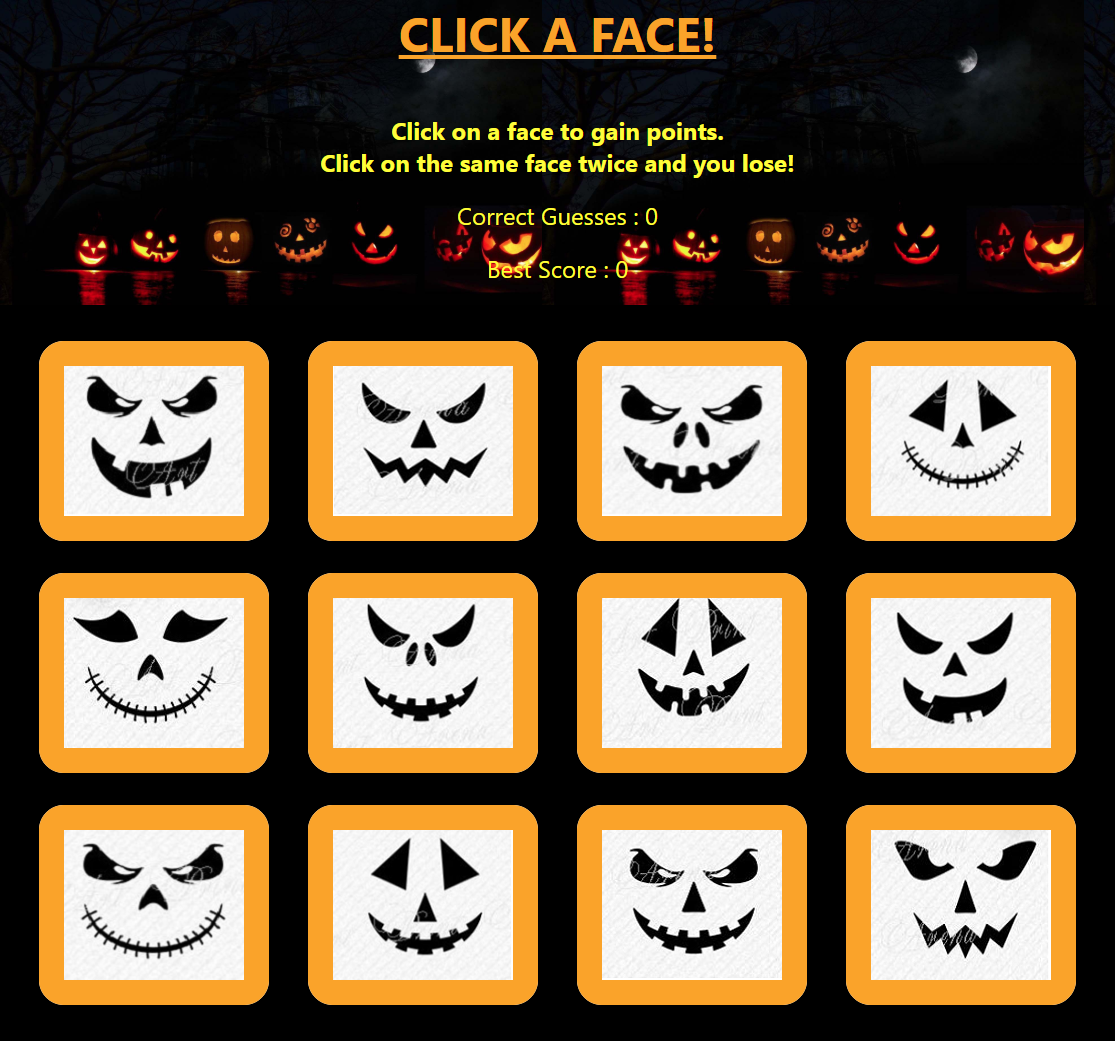 CLICK A FACE!
Click on a face to gain points.
Click on the same face twice and you lose!
Correct Guesses : 0
Best Score : 0